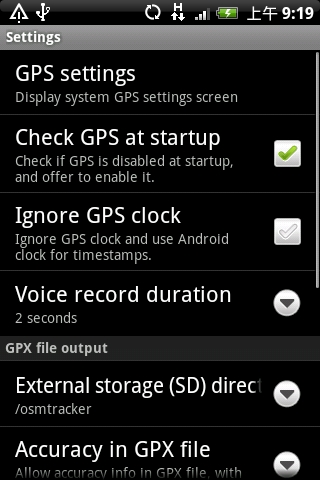 上午 9:19
Settings
GPS settings
Display system GPS settings screen
Check GPS at startup
Check if GPS is disabled at startup,
and offer to enable it.
Ignore GPS clock
Ignore GPS clock and use Android
clock for timestamps.
Voice record duration
2 seconds
GPX file output
External storage (SD) direct
/osmtracker
Accuracy in GPX file
Allow accuracy info in GPX file, with